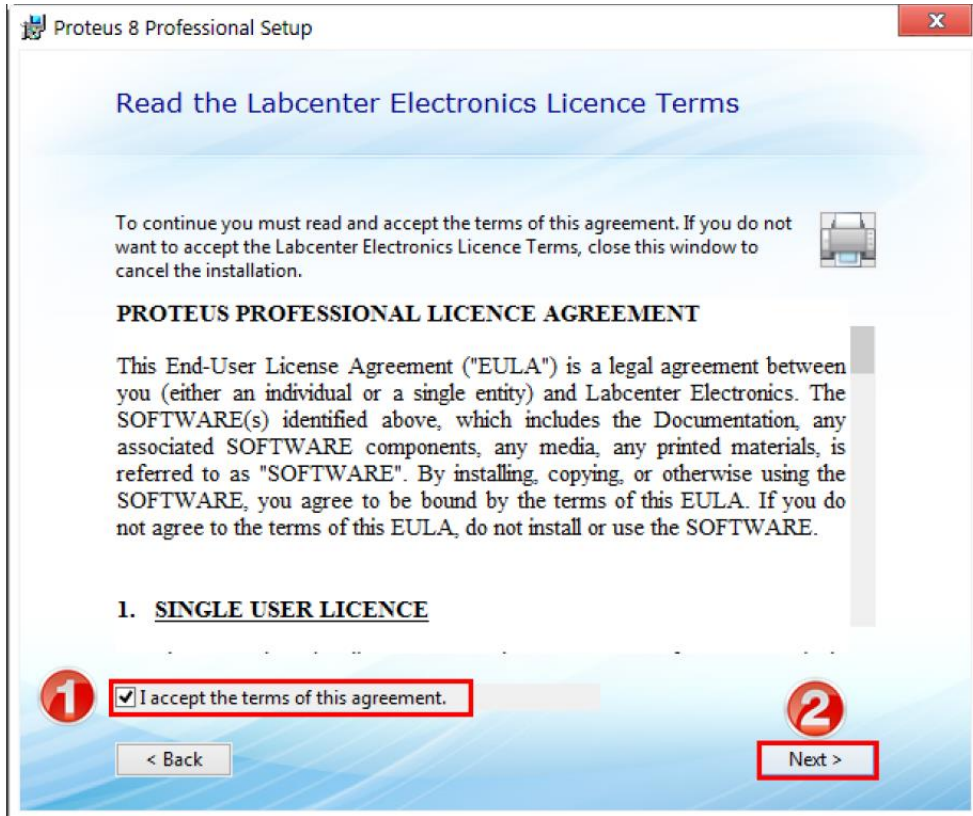 Proteus 8 Professional Setup
x
Read the Labcenter Electronics Licence Terms
To continue you must read and accept the terms of this agreement. If you do not
want to accept the Labcenter Electronics Licence Terms, close this window to
cancel the installation.
PROTEUS PROFESSIONAL LICENCE AGREEMENT
This End-User License Agreement ("EULA") is a legal agreement between
you (either an individual or a single entity) and Labcenter Electronics. The
SOFTWARE(s) identified above, which includes the Documentation, any
associated SOFTWARE components, any media, any printed materials, is
referred to as "SOFTWARE". By installing, copying, or otherwise using the
SOFTWARE, you agree to be bound by the terms of this EULA. If you do
not agree to the terms of this EULA, do not install or use the SOFTWARE.
1. SINGLE USER LICENCE
1 I accept the terms of this agreement.
2
< Back
Next >